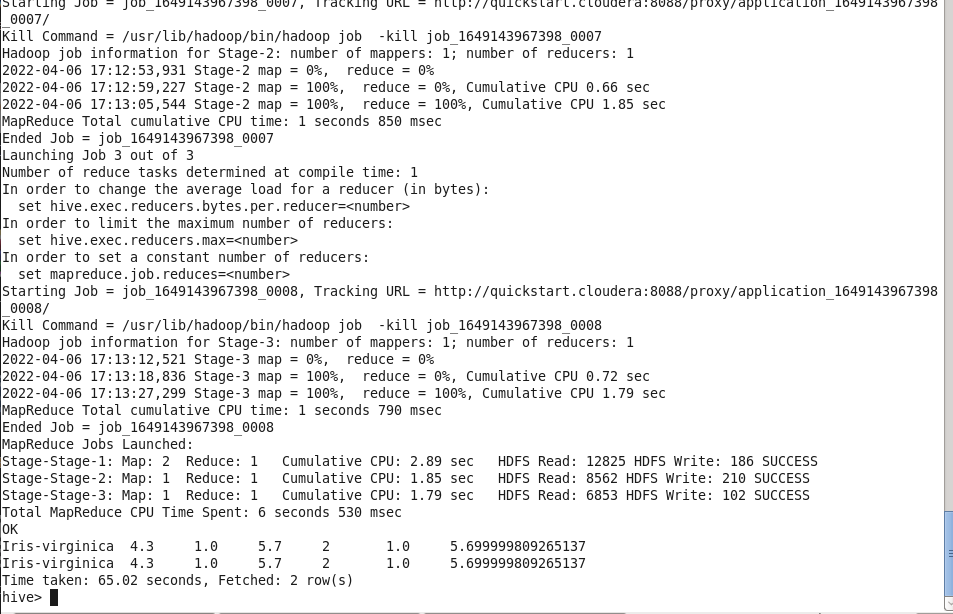 Starting Job = job_1649143967398_0007, Tracking URL = http://quickstart.cloudera:8088/proxy/application_1649143967398
_0007/
Kill Command = /usr/lib/hadoop/bin/hadoop job  -kill job_1649143967398_0007
Hadoop job information for Stage-2: number of mappers: 1; number of reducers: 1
2022-04-06 17:12:53,931 Stage-2 map = 0%,  reduce = 0%
2022-04-06 17:12:59,227 Stage-2 map = 100%,  reduce = 0%, Cumulative CPU 0.66 sec
2022-04-06 17:13:05,544 Stage-2 map = 100%,  reduce = 100%, Cumulative CPU 1.85 sec
MapReduce Total cumulative CPU time: 1 seconds 850 msec
Ended Job = job_1649143967398_0007
Launching Job 3 out of 3
Number of reduce tasks determined at compile time: 1
In order to change the average load for a reducer (in bytes):
  set hive.exec.reducers.bytes.per.reducer=<number>
In order to limit the maximum number of reducers:
  set hive.exec.reducers.max=<number>
In order to set a constant number of reducers:
  set mapreduce.job.reduces=<number>
Starting Job = job_1649143967398_0008, Tracking URL = http://quickstart.cloudera:8088/proxy/application_1649143967398
_0008/
Kill Command = /usr/lib/hadoop/bin/hadoop job  -kill job_1649143967398_0008
Hadoop job information for Stage-3: number of mappers: 1; number of reducers: 1
2022-04-06 17:13:12,521 Stage-3 map = 0%,  reduce = 0%
2022-04-06 17:13:18,836 Stage-3 map = 100%,  reduce = 0%, Cumulative CPU 0.72 sec
2022-04-06 17:13:27,299 Stage-3 map = 100%,  reduce = 100%, Cumulative CPU 1.79 sec
MapReduce Total cumulative CPU time: 1 seconds 790 msec
Ended Job = job_1649143967398_0008
MapReduce Jobs Launched:
Stage-Stage-1: Map: 2  Reduce: 1   Cumulative CPU: 2.89 sec   HDFS Read: 12825 HDFS Write: 186 SUCCESS
Stage-Stage-2: Map: 1  Reduce: 1   Cumulative CPU: 1.85 sec   HDFS Read: 8562 HDFS Write: 210 SUCCESS
Stage-Stage-3: Map: 1  Reduce: 1   Cumulative CPU: 1.79 sec   HDFS Read: 6853 HDFS Write: 102 SUCCESS
Total MapReduce CPU Time Spent: 6 seconds 530 msec
OK
Iris-virginica  4.3     1.0     5.7     2       1.0     5.699999809265137
Iris-virginica  4.3     1.0     5.7     2       1.0     5.699999809265137
Time taken: 65.02 seconds, Fetched: 2 row(s)
hive>